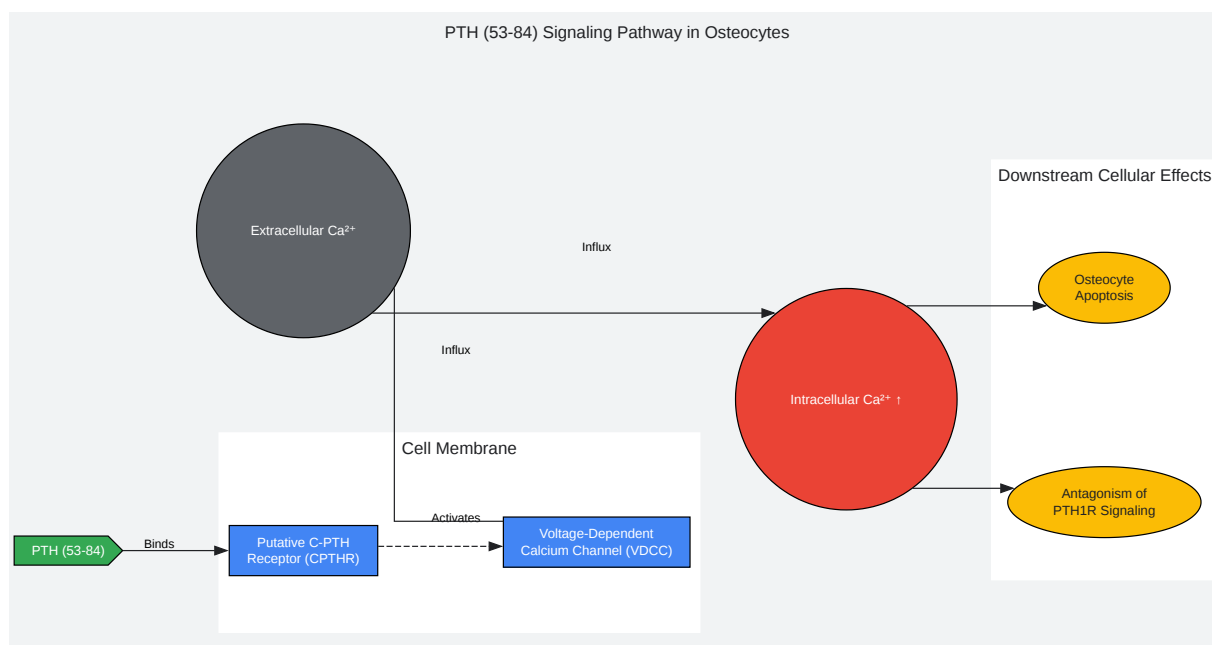 PTH (53-84) Signaling Pathway in Osteocytes
Downstream Cellular Effects
Extracellular Ca²⁺
Influx
Osteocyte
Apoptosis
Influx
Intracellular Ca²⁺ ↑
Cell Membrane
Antagonism of
PTH1R Signaling
Activates
PTH (53-84)
Binds
Putative C-PTH
Receptor (CPTHR)
Voltage-Dependent
Calcium Channel (VDCC)